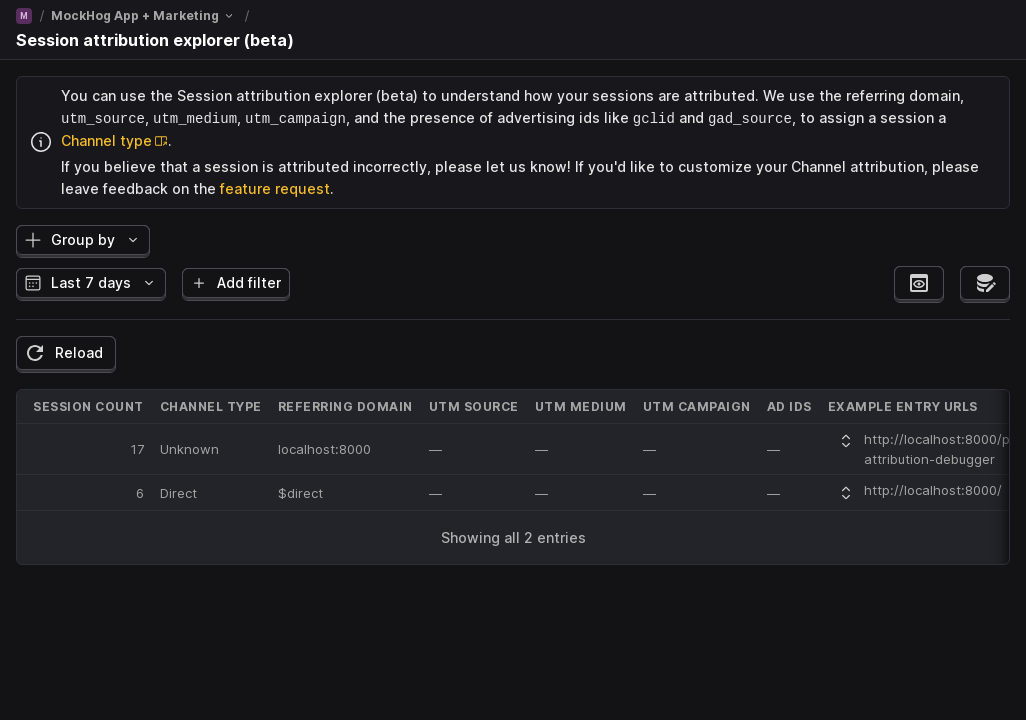 M / MockHog App + Marketing /
Session attribution explorer (beta)
You can use the Session attribution explorer (beta) to understand how your sessions are attributed. We use the referring domain,
utm_source, utm_medium, utm_campaign, and the presence of advertising ids like gclid and gad_source, to assign a session a
Channel type.
If you believe that a session is attributed incorrectly, please let us know! If you'd like to customize your Channel attribution, please
leave feedback on the feature request.
Group by
Last 7 days Add filter
Reload
SESSION COUNT CHANNEL TYPE REFERRING DOMAIN UTM SOURCE UTM MEDIUM UTM CAMPAIGN AD IDS EXAMPLE ENTRY URLS
17 Unknown localhost:8000 — — — — http://localhost:8000/p
attribution-debugger
6 Direct $direct — — — — http://localhost:8000/
Showing all 2 entries